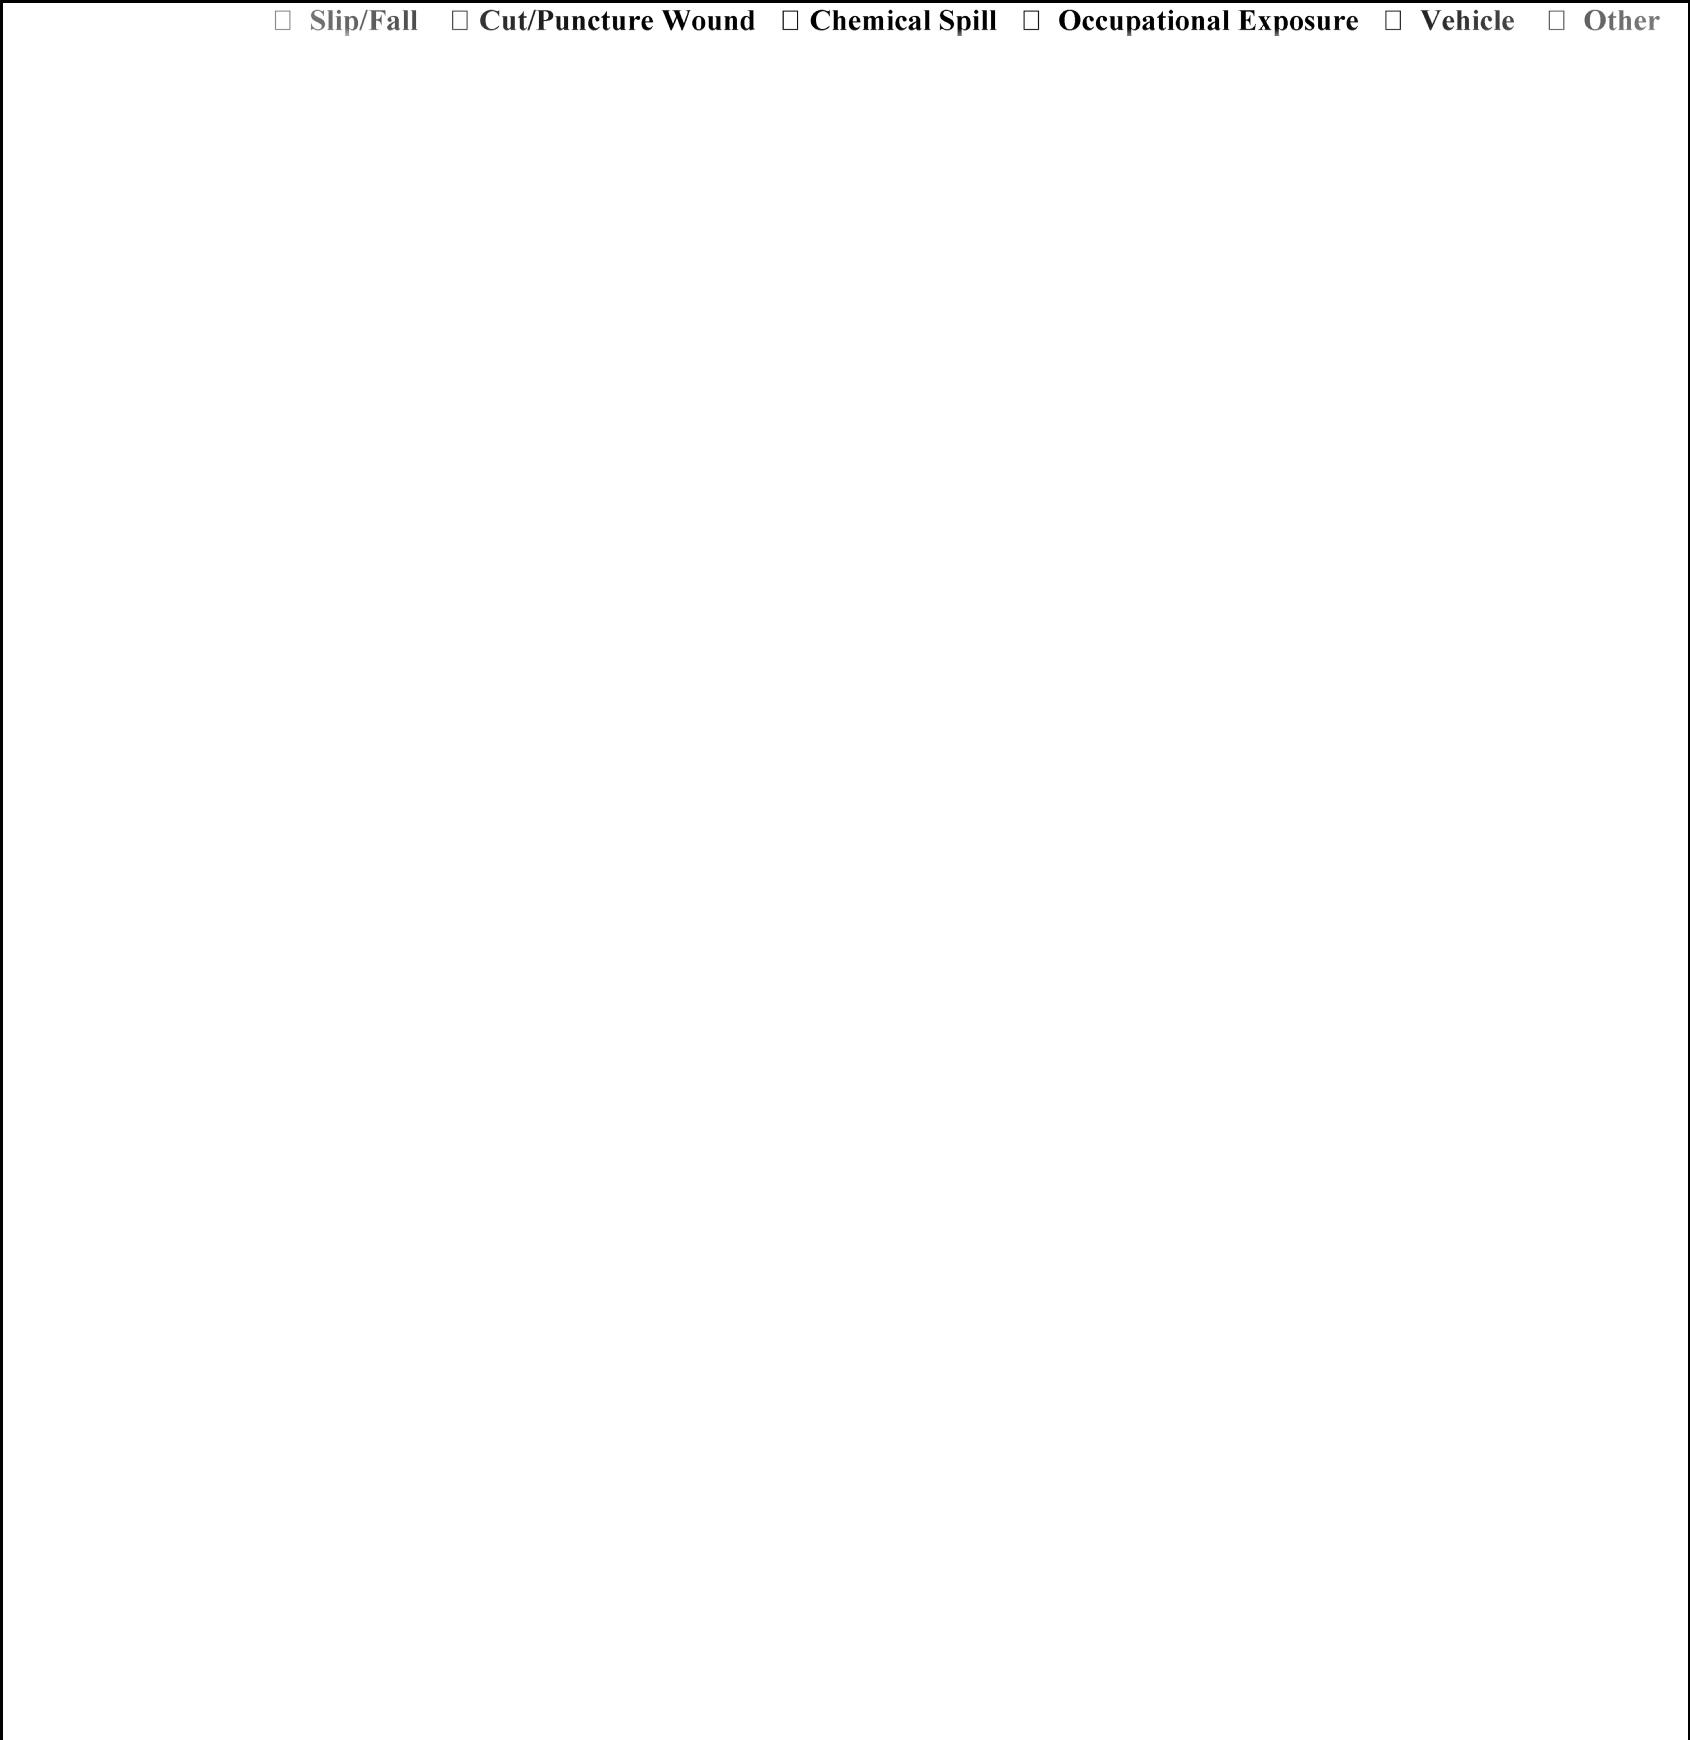 ☐ Slip/Fall ☐ Cut/Puncture Wound ☐ Chemical Spill ☐ Occupational Exposure ☐ Vehicle ☐ Other